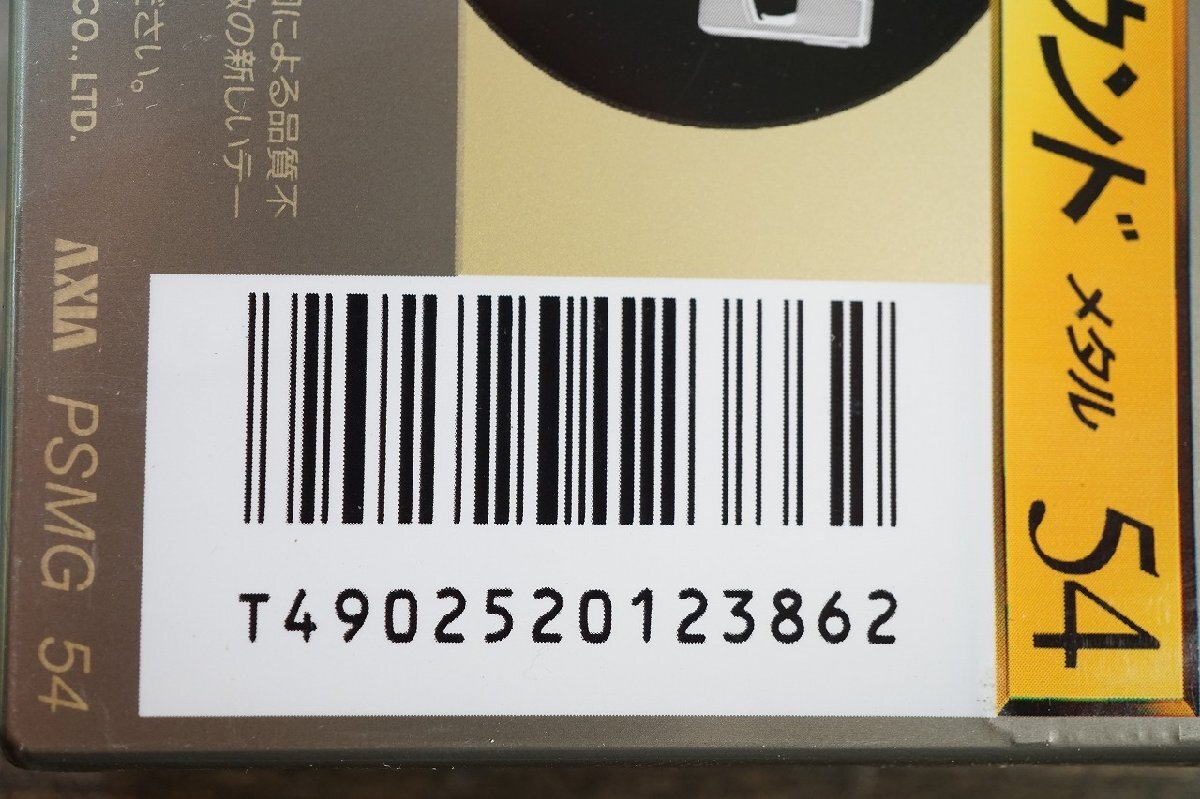 CO., LTD.
ださい。
による品質不
の新しいテー
AXIA PSMG 54
ウンド メタル 54
T4902520123862